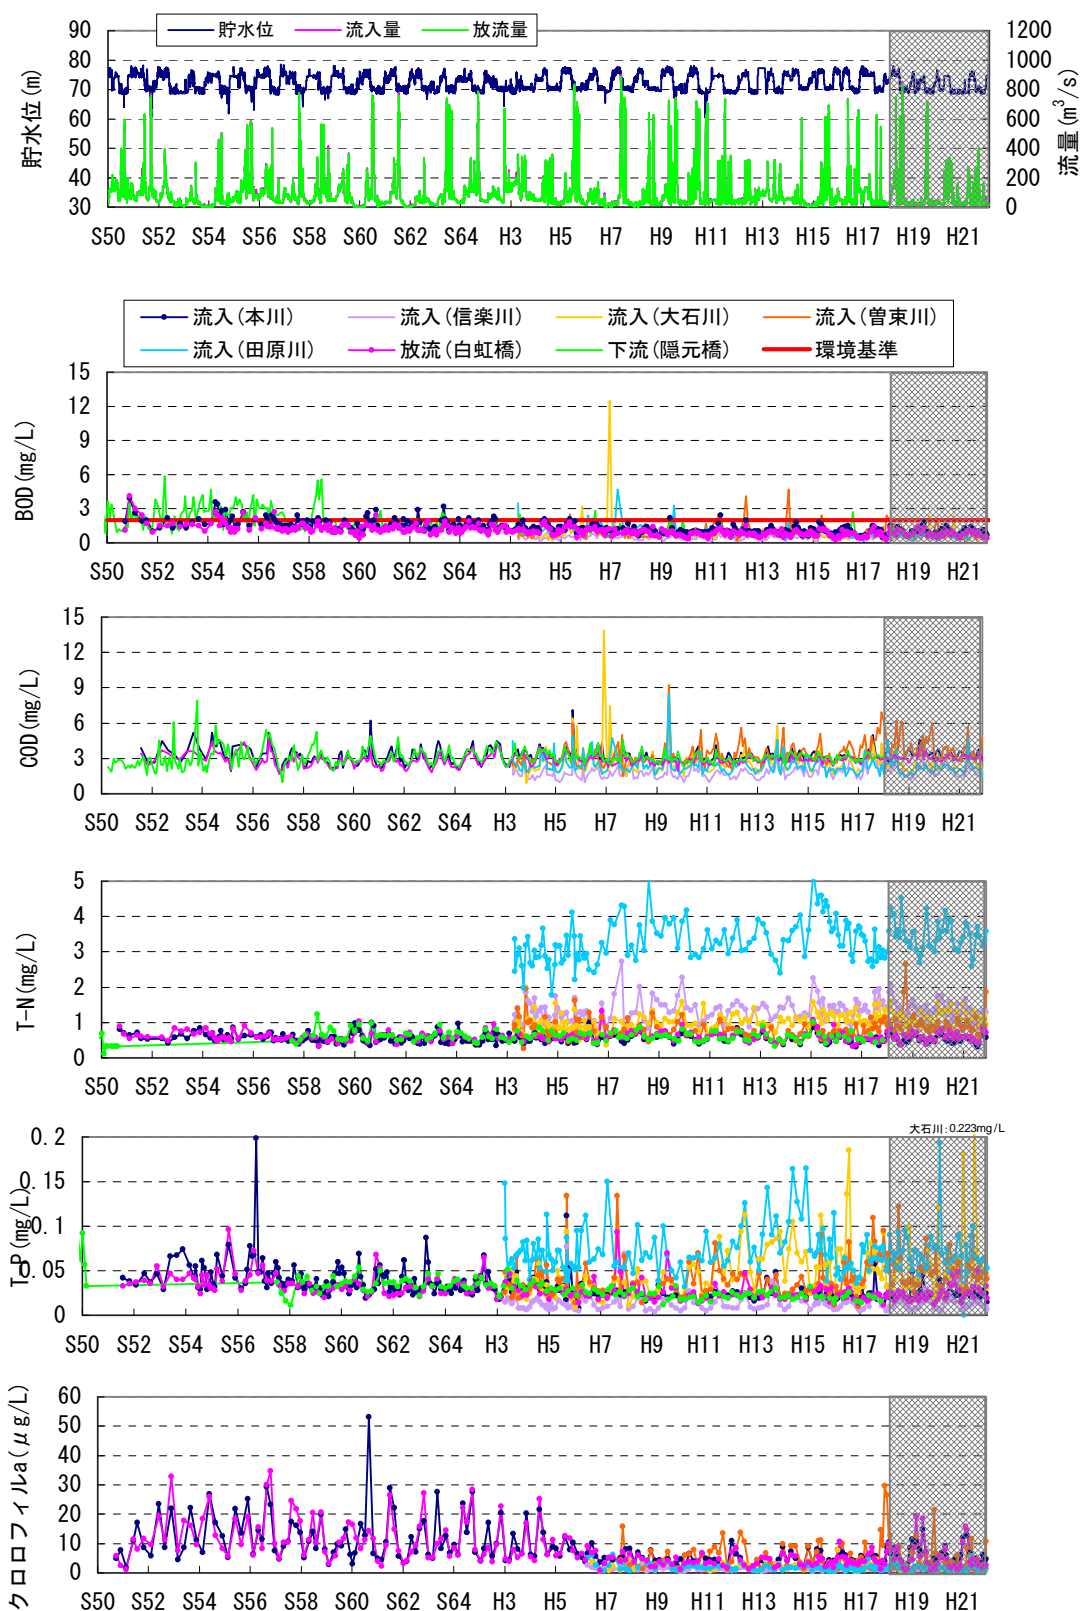 貯水位 流入量 放流量
貯水位(m)
90
80
70
60
50
40
30
1200
1000
800
600
400
200
0
流量(m³/s)
S50 S52 S54 S56 S58 S60 S62 S64 H3 H5 H7 H9 H11 H13 H15 H17 H19 H21
流入(本川) 流入(信楽川) 流入(大石川) 流入(曽束川)
流入(田原川) 放流(白虹橋) 下流(隠元橋) 環境基準
BOD(mg/L)
15
12
9
6
3
0
S50 S52 S54 S56 S58 S60 S62 S64 H3 H5 H7 H9 H11 H13 H15 H17 H19 H21
COD(mg/L)
15
12
9
6
3
0
S50 S52 S54 S56 S58 S60 S62 S64 H3 H5 H7 H9 H11 H13 H15 H17 H19 H21
T-N(mg/L)
5
4
3
2
1
0
S50 S52 S54 S56 S58 S60 S62 S64 H3 H5 H7 H9 H11 H13 H15 H17 H19 H21
大石川:0.223mg/L
T-P(mg/L)
0.2
0.15
0.1
0.05
0
S50 S52 S54 S56 S58 S60 S62 S64 H3 H5 H7 H9 H11 H13 H15 H17 H19 H21
クロロフィルa(μg/L)
60
50
40
30
20
10
0
S50 S52 S54 S56 S58 S60 S62 S64 H3 H5 H7 H9 H11 H13 H15 H17 H19 H21